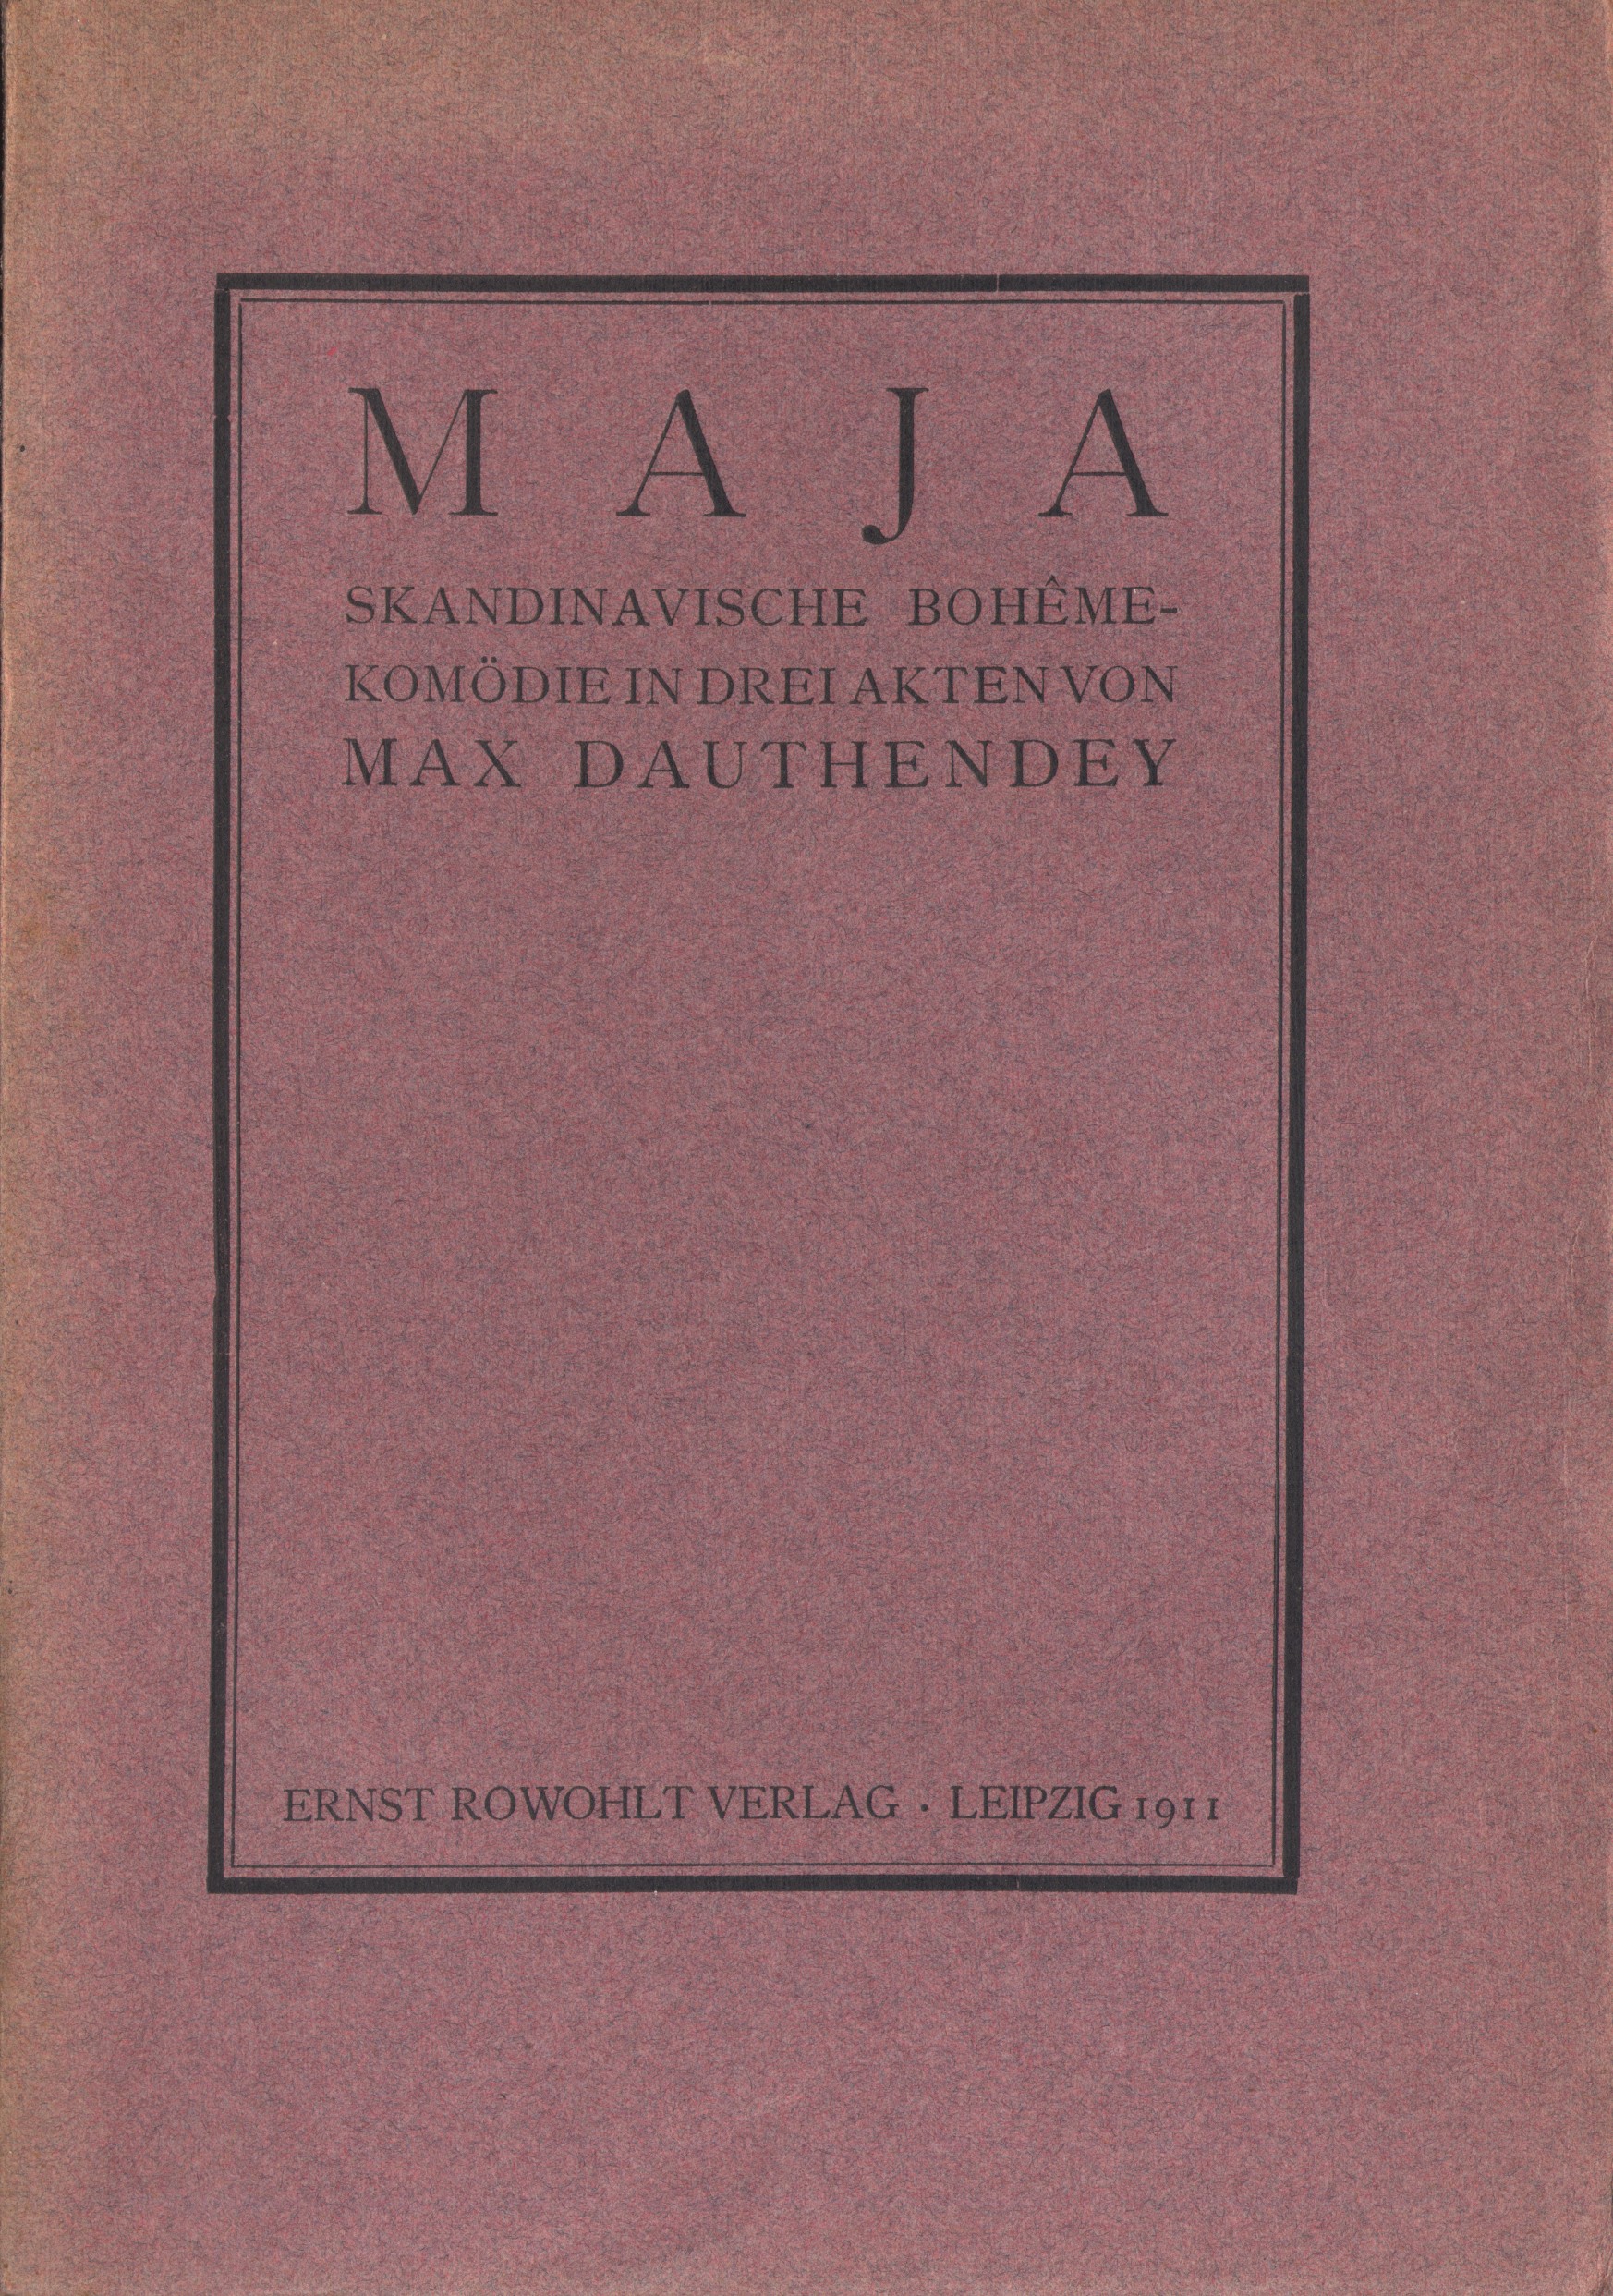 MAJA
SKANDINAVISCHE BOHÊME-
KOMÖDIE IN DREI AKTEN VON
MAX DAUTHENDEY
ERNST ROWOHLT VERLAG · LEIPZIG 1911